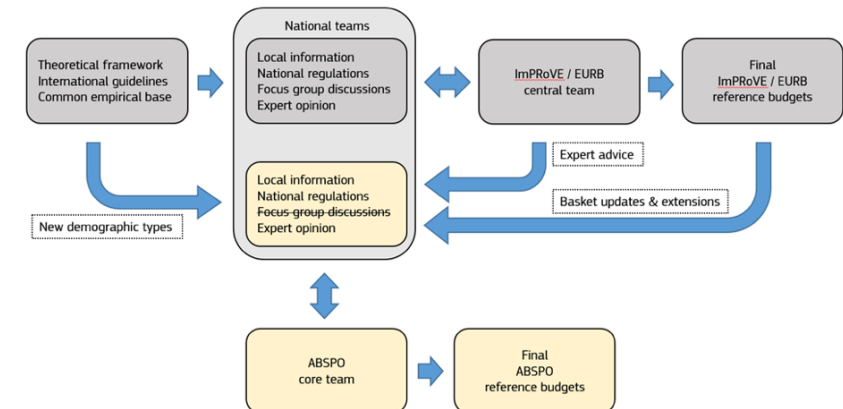 National teams
Theoretical framework
International guidelines
Common empirical base
Local information
National regulations
Focus group discussions
Expert opinion
ImPRoVE / EURB
central team
Final
ImPRoVE / EURB
reference budgets
Expert advice
Local information
National regulations
Focus group discussions
Expert opinion
Basket updates & extensions
New demographic types
ABSPO
core team
Final
ABSPO
reference budgets